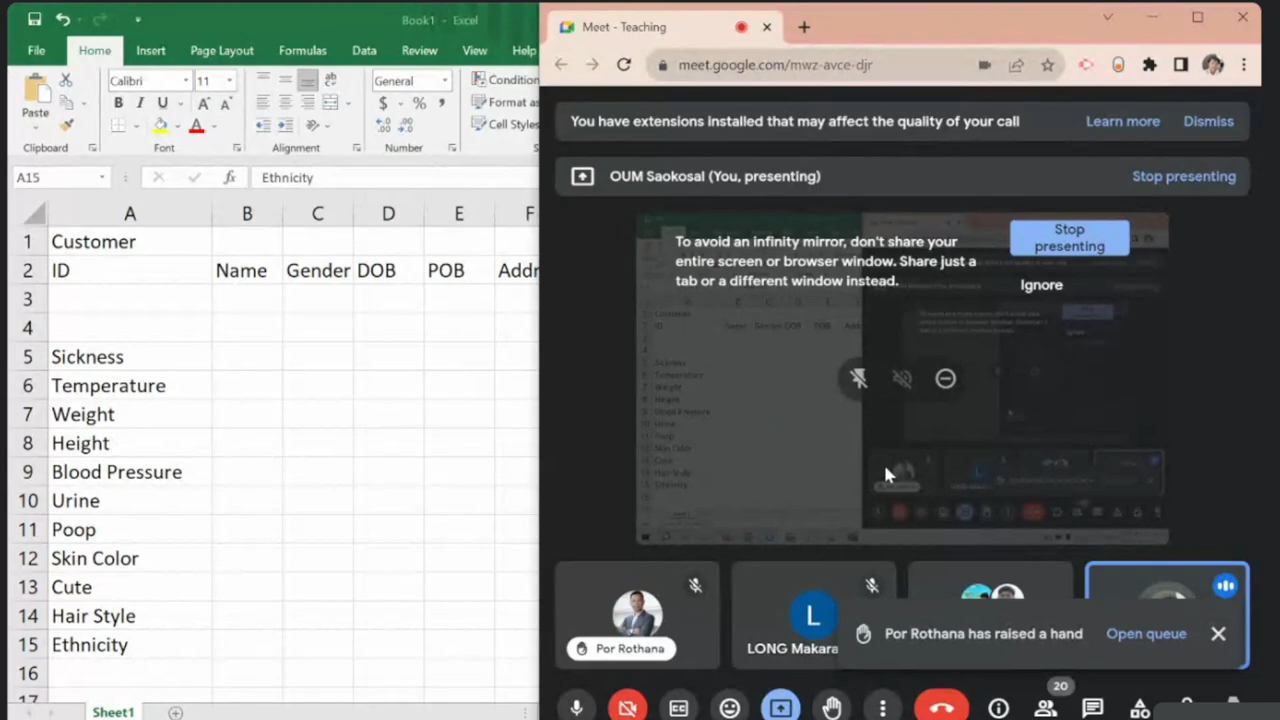 Book1 - Excel
File Home Insert Page Layout Formulas Data Review View Help
Paste
Calibri 11
General
Condition
Format as
Cell Styles
Clipboard Font Alignment Number
A15 fx Ethnicity
A B C D E F
1 Customer
2 ID Name Gender DOB POB Addr
3
4
5 Sickness
6 Temperature
7 Weight
8 Height
9 Blood Pressure
10 Urine
11 Poop
12 Skin Color
13 Cute
14 Hair Style
15 Ethnicity
16
17
Sheet1
Meet - Teaching
meet.google.com/mwz-avce-djr
You have extensions installed that may affect the quality of your call Learn more Dismiss
OUM Saokosal (You, presenting) Stop presenting
To avoid an infinity mirror, don't share your
entire screen or browser window. Share just a
tab or a different window instead.
Stop
presenting
Ignore
Por Rothana
L
LONG Makara
Por Rothana has raised a hand Open queue
20